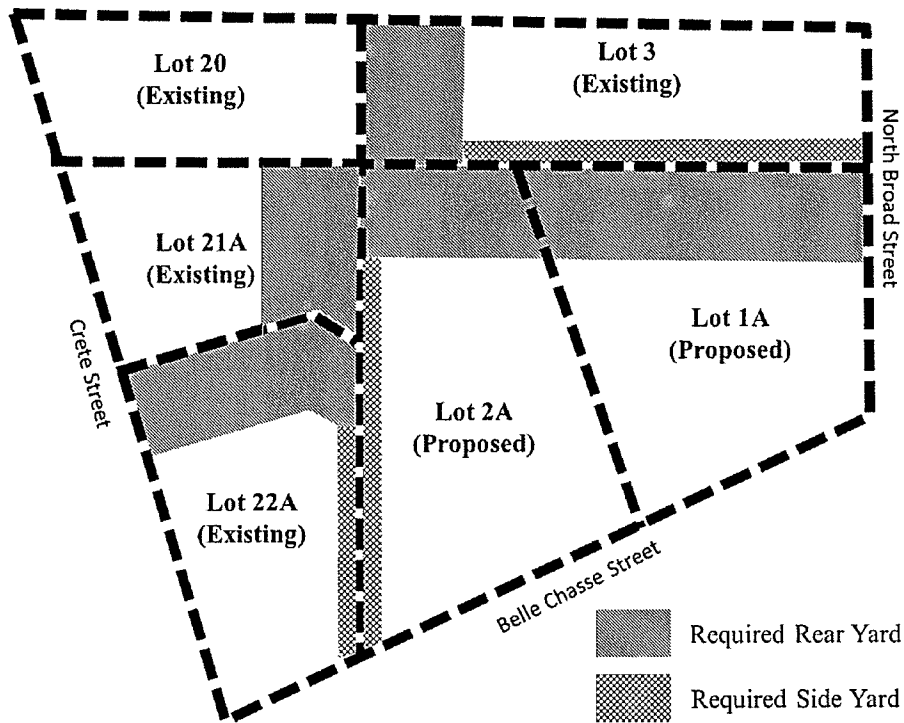 Lot 20
(Existing)
Lot 3
(Existing)
North Broad Street
Lot 21A
(Existing)
Crete Street
Lot 1A
(Proposed)
Lot 2A
(Proposed)
Lot 22A
(Existing)
Belle Chasse Street
Required Rear Yard
Required Side Yard